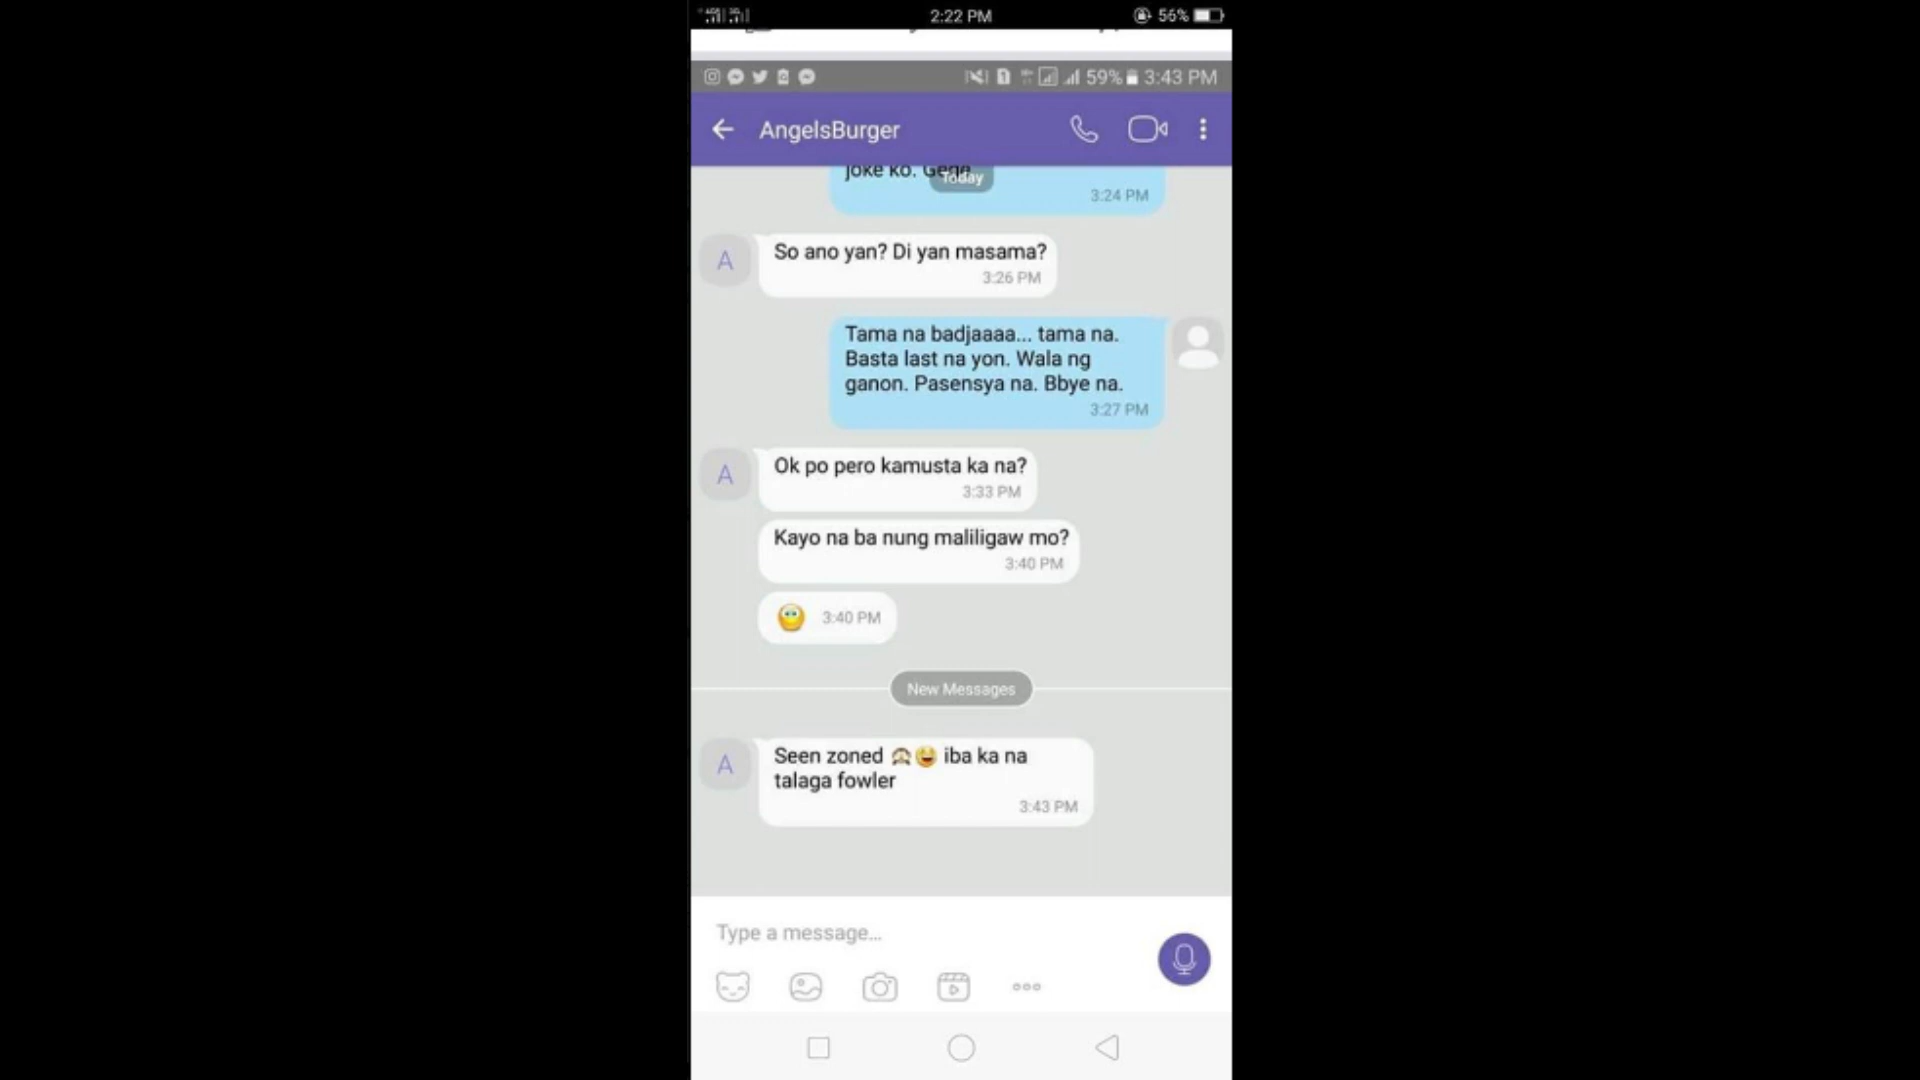 2:22 PM
56%
59%
3:43 PM
AngelsBurger
joke ko. Gege
Today
3:24 PM
A
So ano yan? Di yan masama?
3:26 PM
Tama na badjaaaa... tama na.
Basta last na yon. Wala ng
ganon. Pasensya na. Bbye na.
3:27 PM
A
Ok po pero kamusta ka na?
3:33 PM
Kayo na ba nung maliligaw mo?
3:40 PM
3:40 PM
New Messages
A
Seen zoned 🙈😆 iba ka na
talaga fowler
3:43 PM
Type a message...